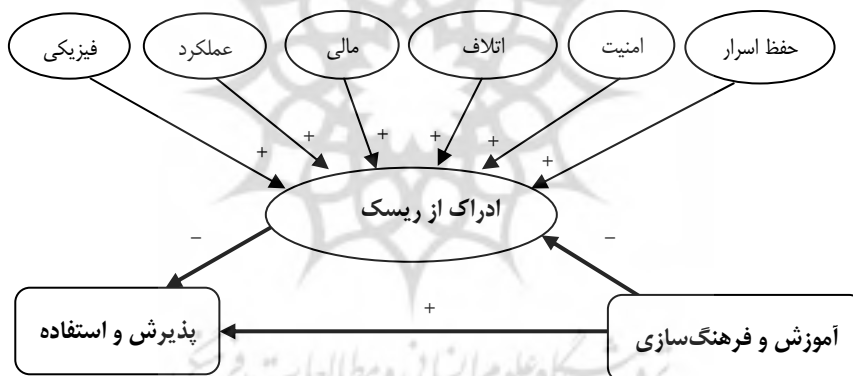 حفظ اسرار
امنیت
اتلاف
مالی
عملکرد
فیزیکی
+
+
+
+
+
+
ادراک از ریسک
–
–
آموزش و فرهنگ‌سازی
+
پذیرش و استفاده